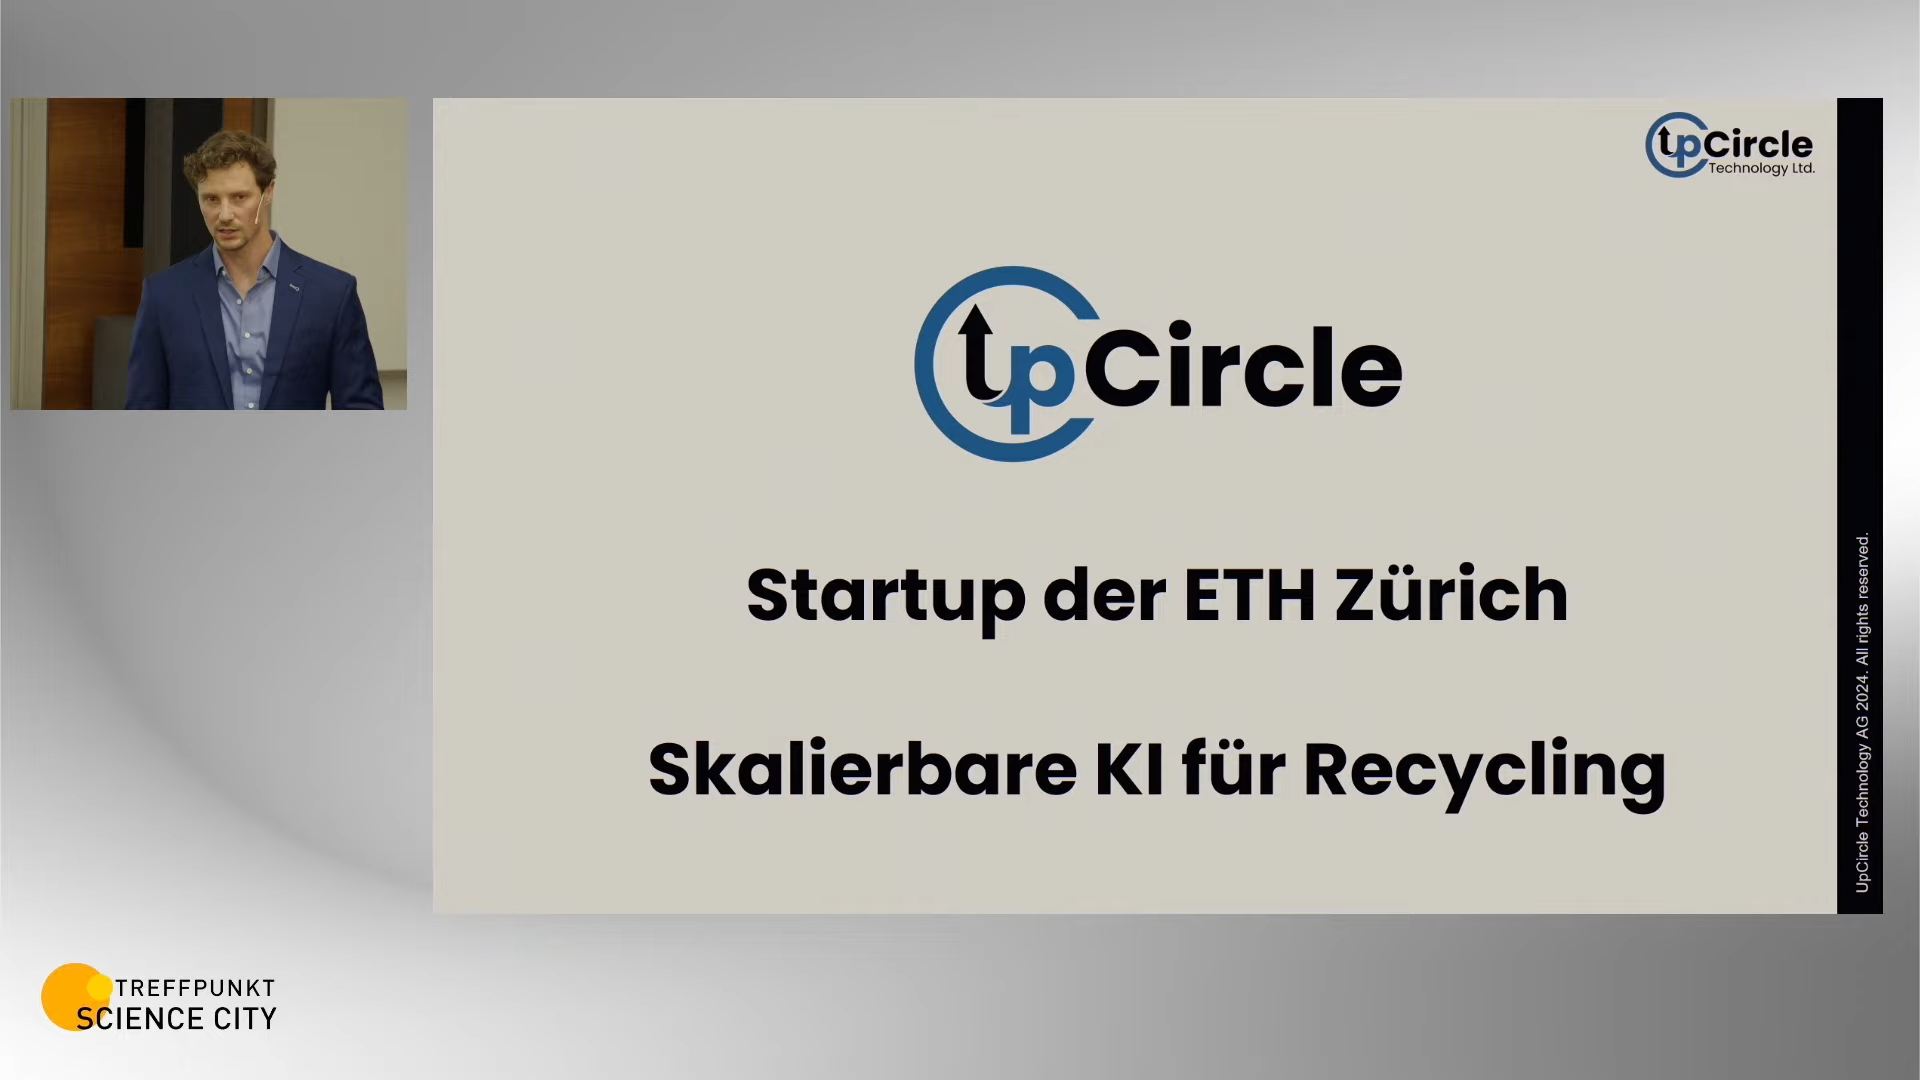 UpCircle
Technology Ltd.
UpCircle
Startup der ETH Zürich
Skalierbare KI für Recycling
UpCircle Technology AG 2024. All rights reserved.
TREFFPUNKT
SCIENCE CITY